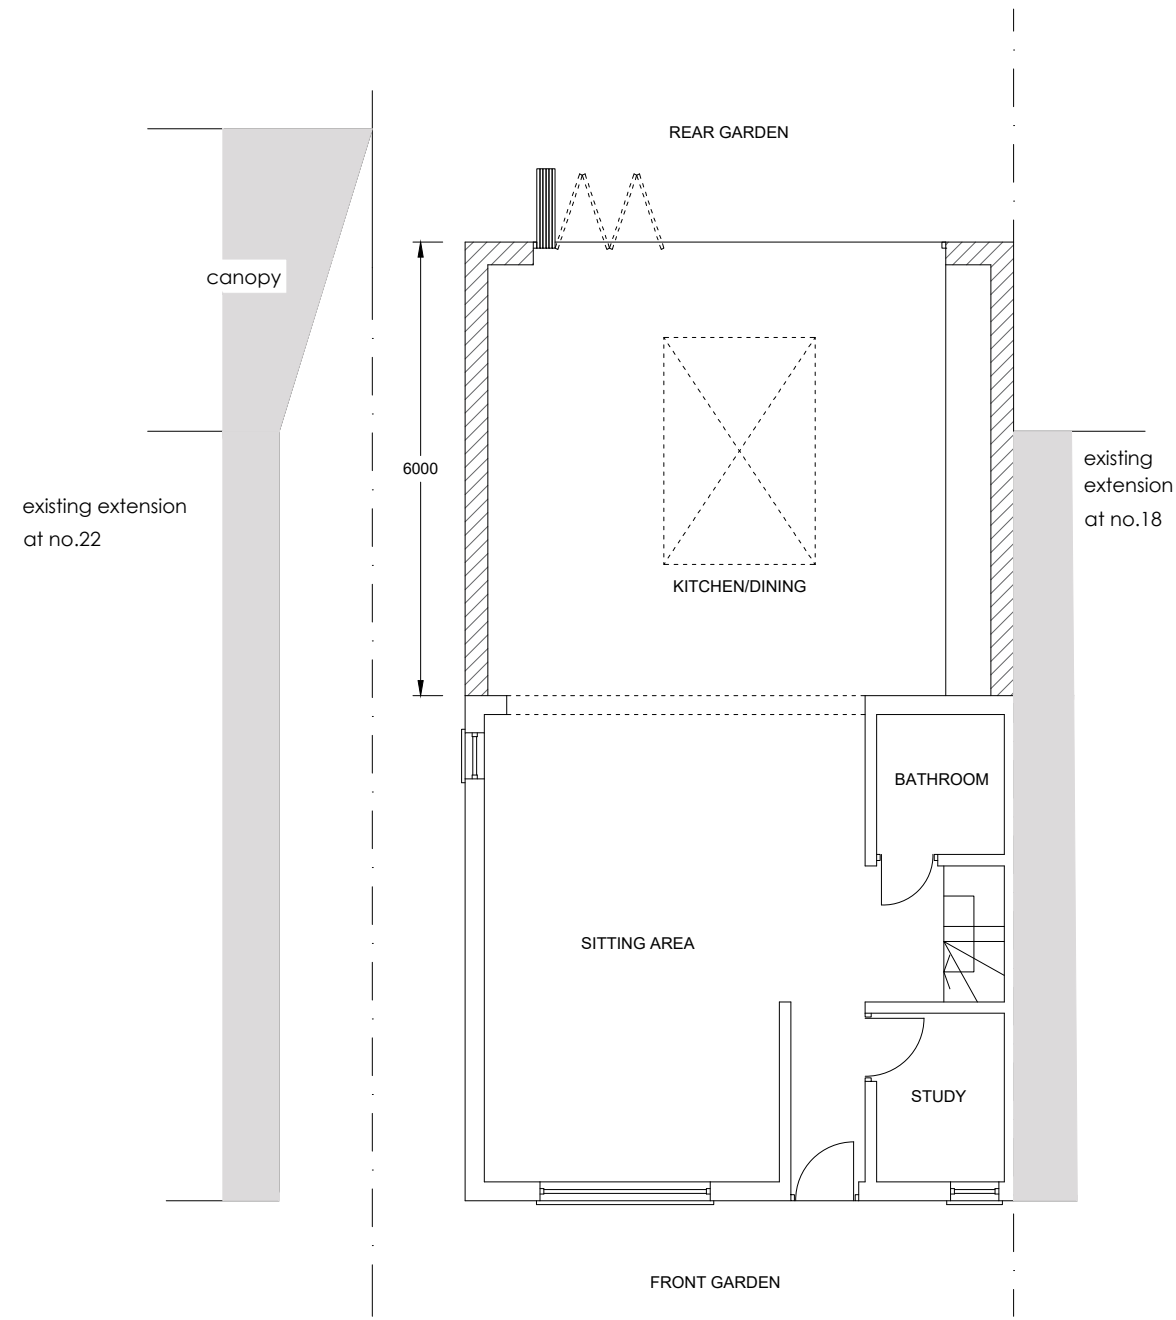 REAR GARDEN
canopy
6000
existing
extension
at no.18
existing extension
at no.22
KITCHEN/DINING
BATHROOM
SITTING AREA
STUDY
FRONT GARDEN